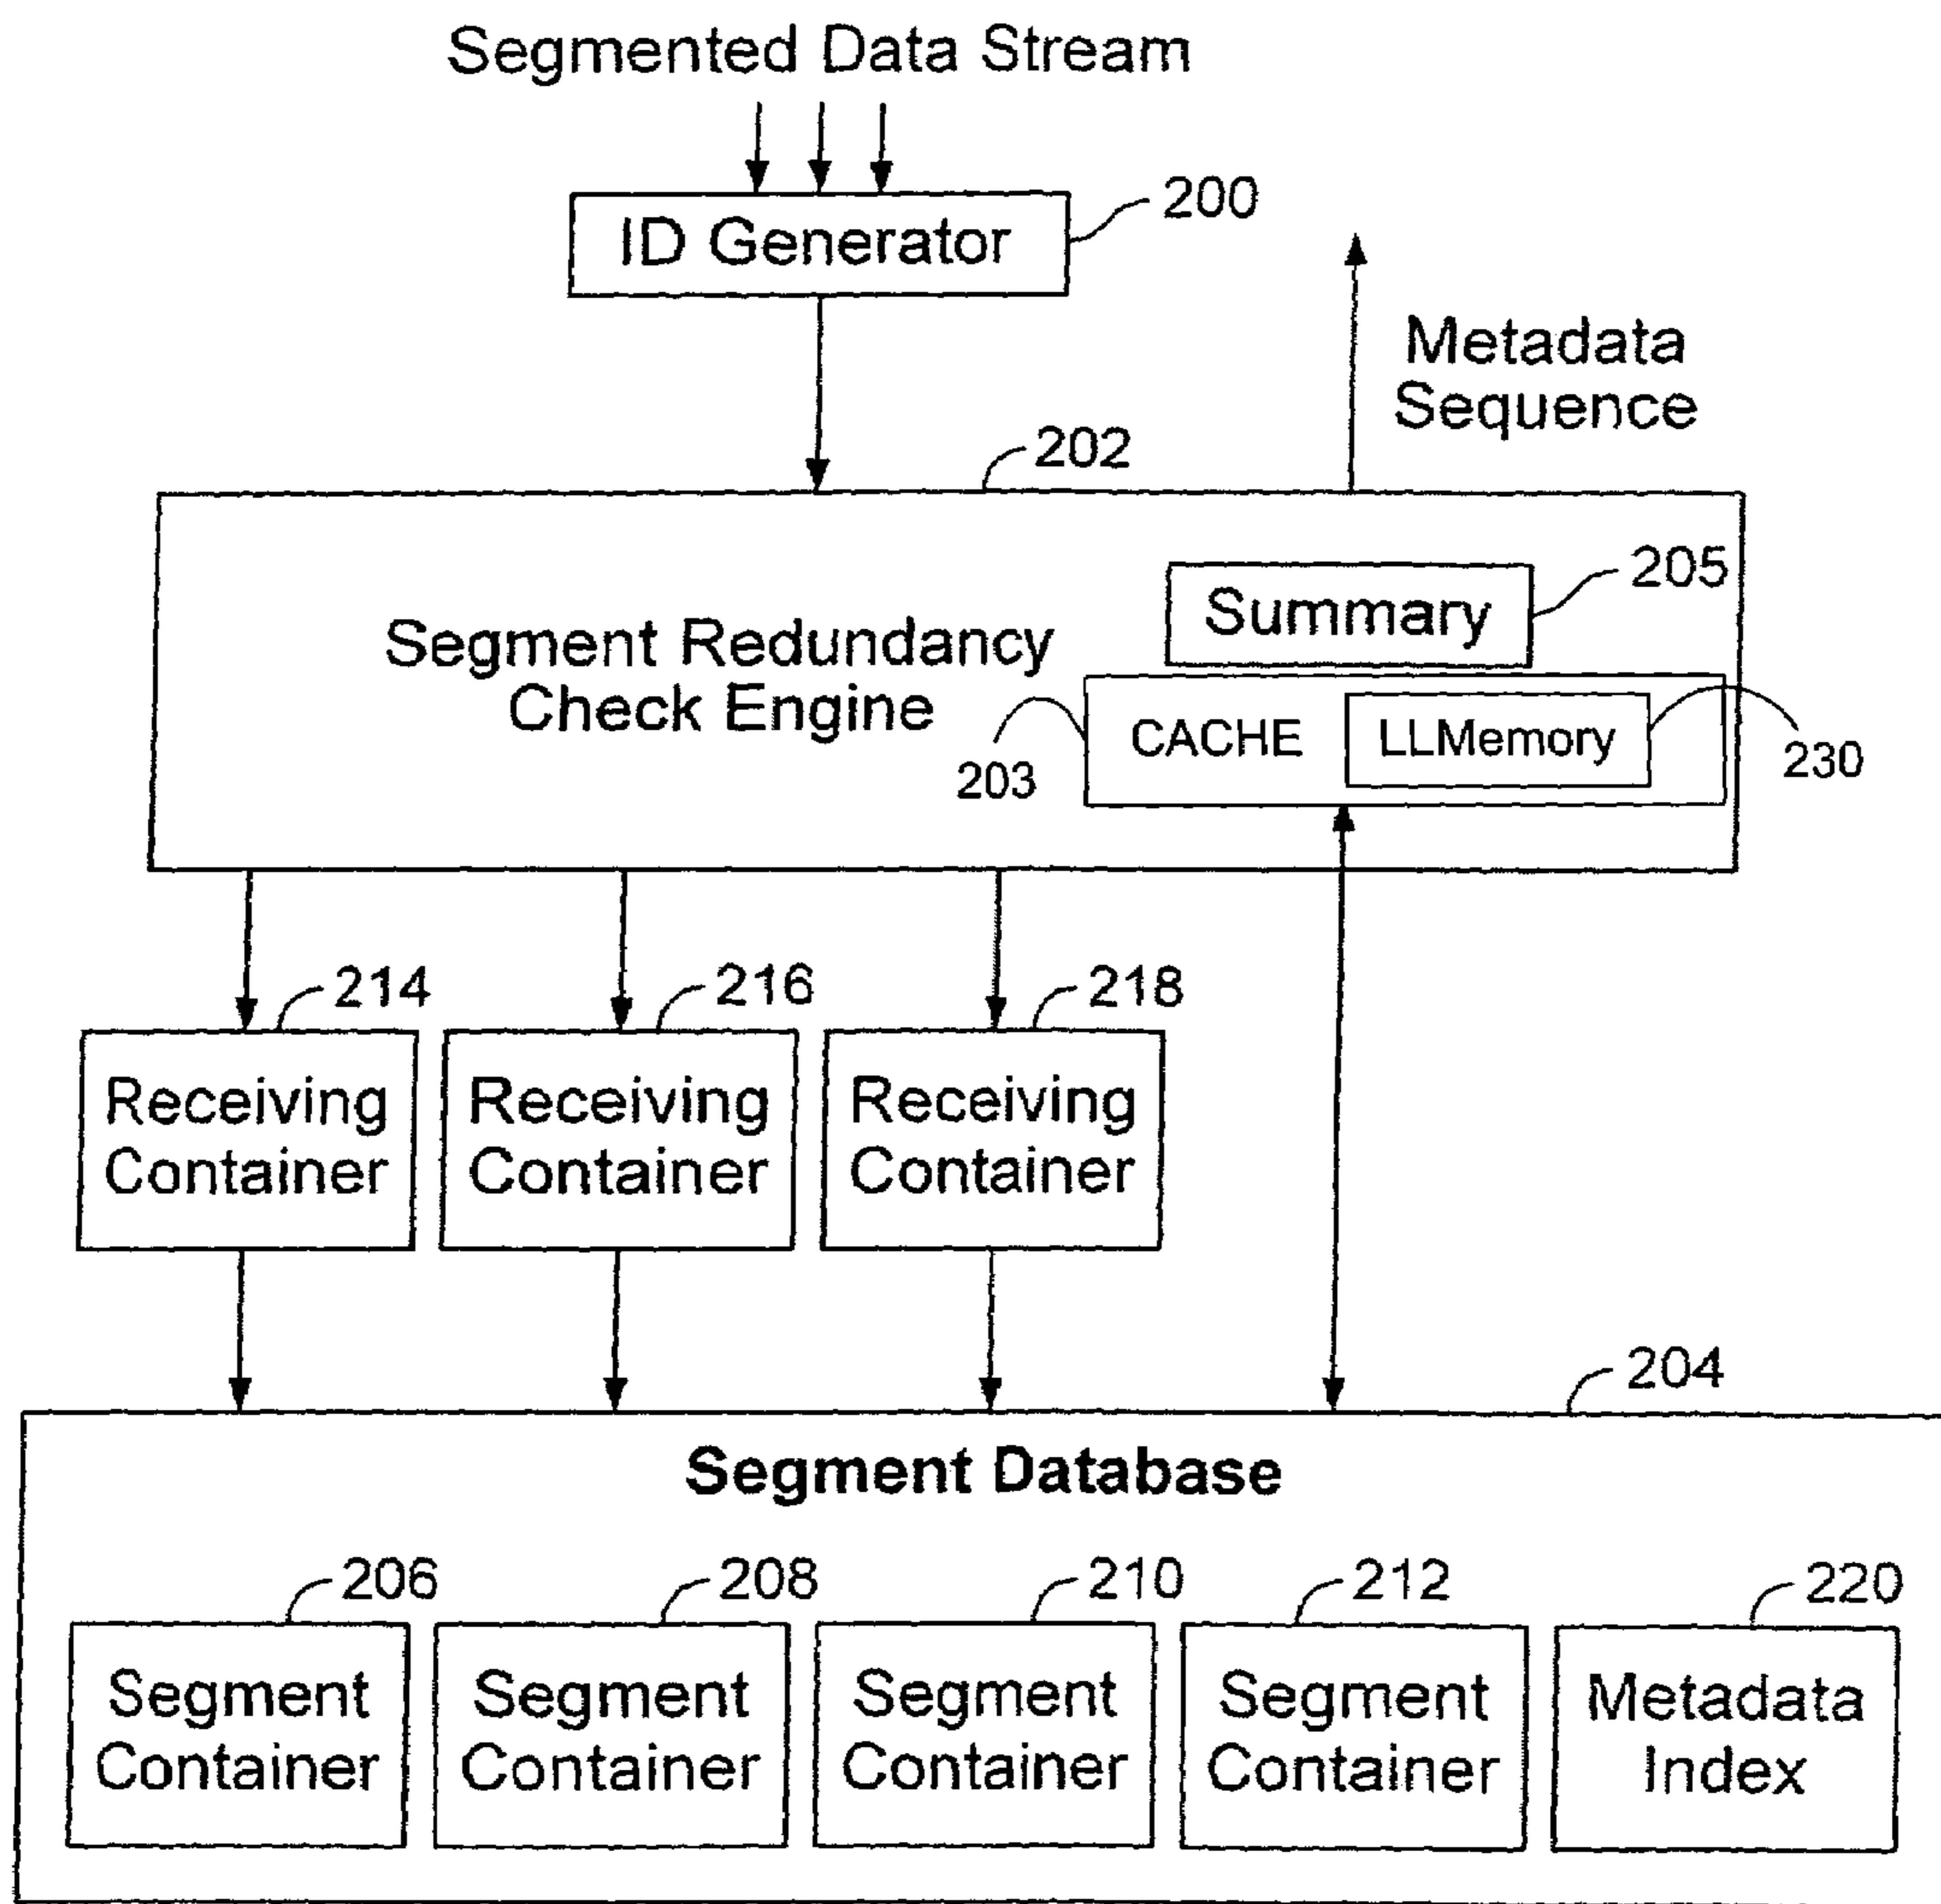 Segmented Data Stream
ID Generator
200
Metadata
Sequence
202
Summary
205
Segment Redundancy
Check Engine
CACHE
LLMemory
203
230
214
216
218
Receiving
Container
Receiving
Container
Receiving
Container
204
Segment Database
206
208
210
212
220
Segment
Container
Segment
Container
Segment
Container
Segment
Container
Metadata
Index